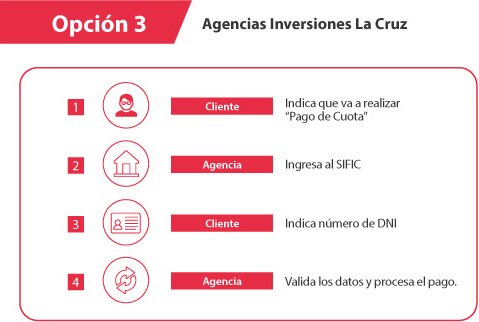 Opción 3
Agencias Inversiones La Cruz
1
Cliente
Indica que va a realizar
“Pago de Cuota”
2
Agencia
Ingresa al SIFIC
3
Cliente
Indica número de DNI
4
Agencia
Valida los datos y procesa el pago.